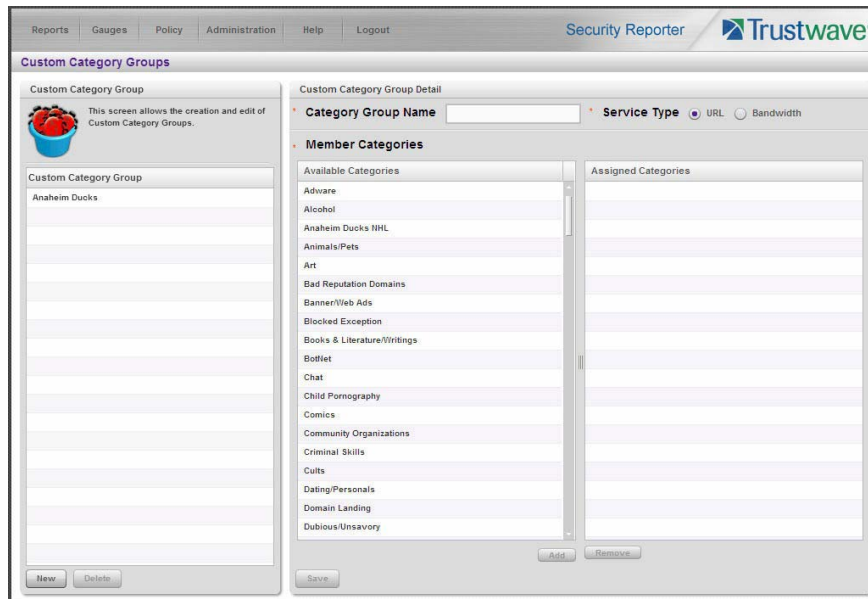 Reports Gauges Policy Administration Help Logout
Security Reporter Trustwave
Custom Category Groups
Custom Category Group
This screen allows the creation and edit of
Custom Category Groups.
Custom Category Group
Anaheim Ducks
New Delete
Custom Category Group Detail
* Category Group Name * Service Type URL Bandwidth
* Member Categories
Available Categories
Adware
Alcohol
Anaheim Ducks NHL
Animals/Pets
Art
Bad Reputation Domains
Banner/Web Ads
Blocked Exception
Books & Literature/Writings
BotNet
Chat
Child Pornography
Comics
Community Organizations
Criminal Skills
Cults
Dating/Personals
Domain Landing
Dubious/Unsavory
Add
Assigned Categories
Remove
Save